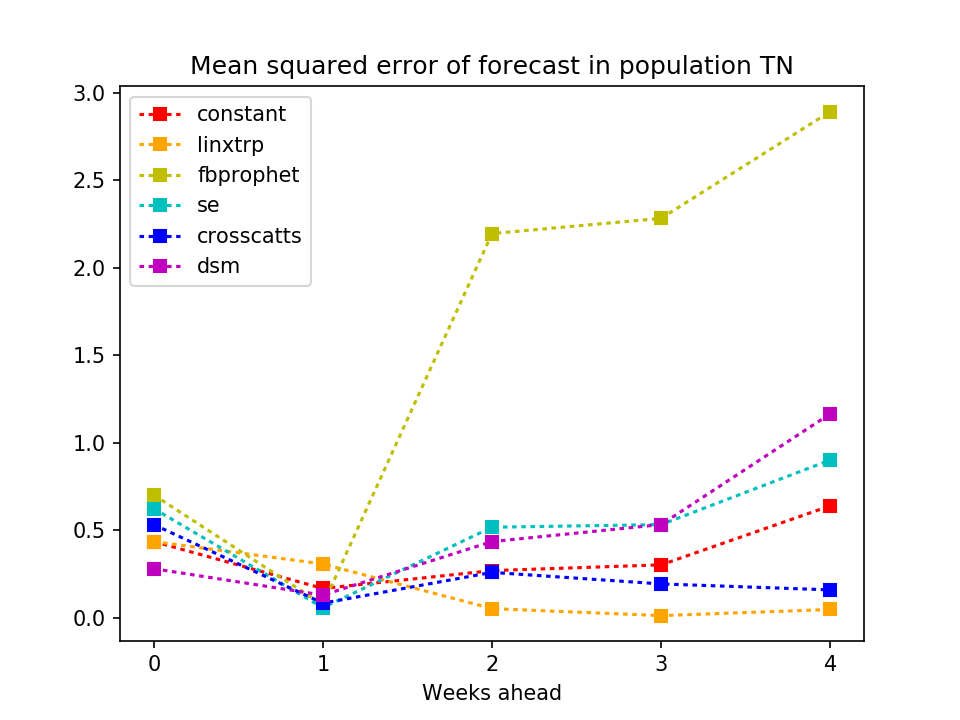 Mean squared error of forecast in population TN
3.0
2.5
2.0
1.5
1.0
0.5
0.0
constant
linxtrp
fbprophet
se
crosscatts
dsm
0 1 2 3 4
Weeks ahead